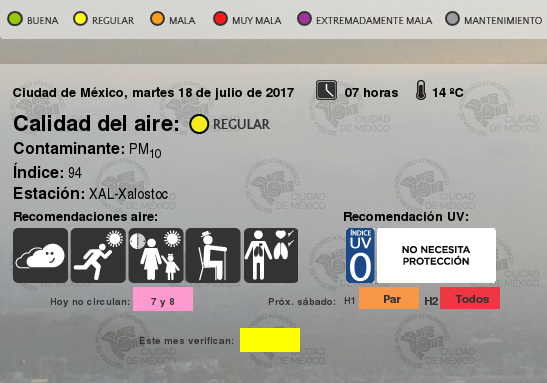 BUENA REGULAR MALA MUY MALA EXTREMADAMENTE MALA MANTENIMIENTO
Ciudad de México, martes 18 de julio de 2017 07 horas 14 ºC
Calidad del aire: REGULAR
Contaminante: PM10
Índice: 94
Estación: XAL-Xalostoc
Recomendaciones aire: Recomendación UV:
ÍNDICE
UV
0
NO NECESITA
PROTECCIÓN
Hoy no circulan: 7 y 8 Próx. sábado: H1 Par H2 Todos
Este mes verifican:
CIUDAD
DE MÉXICO